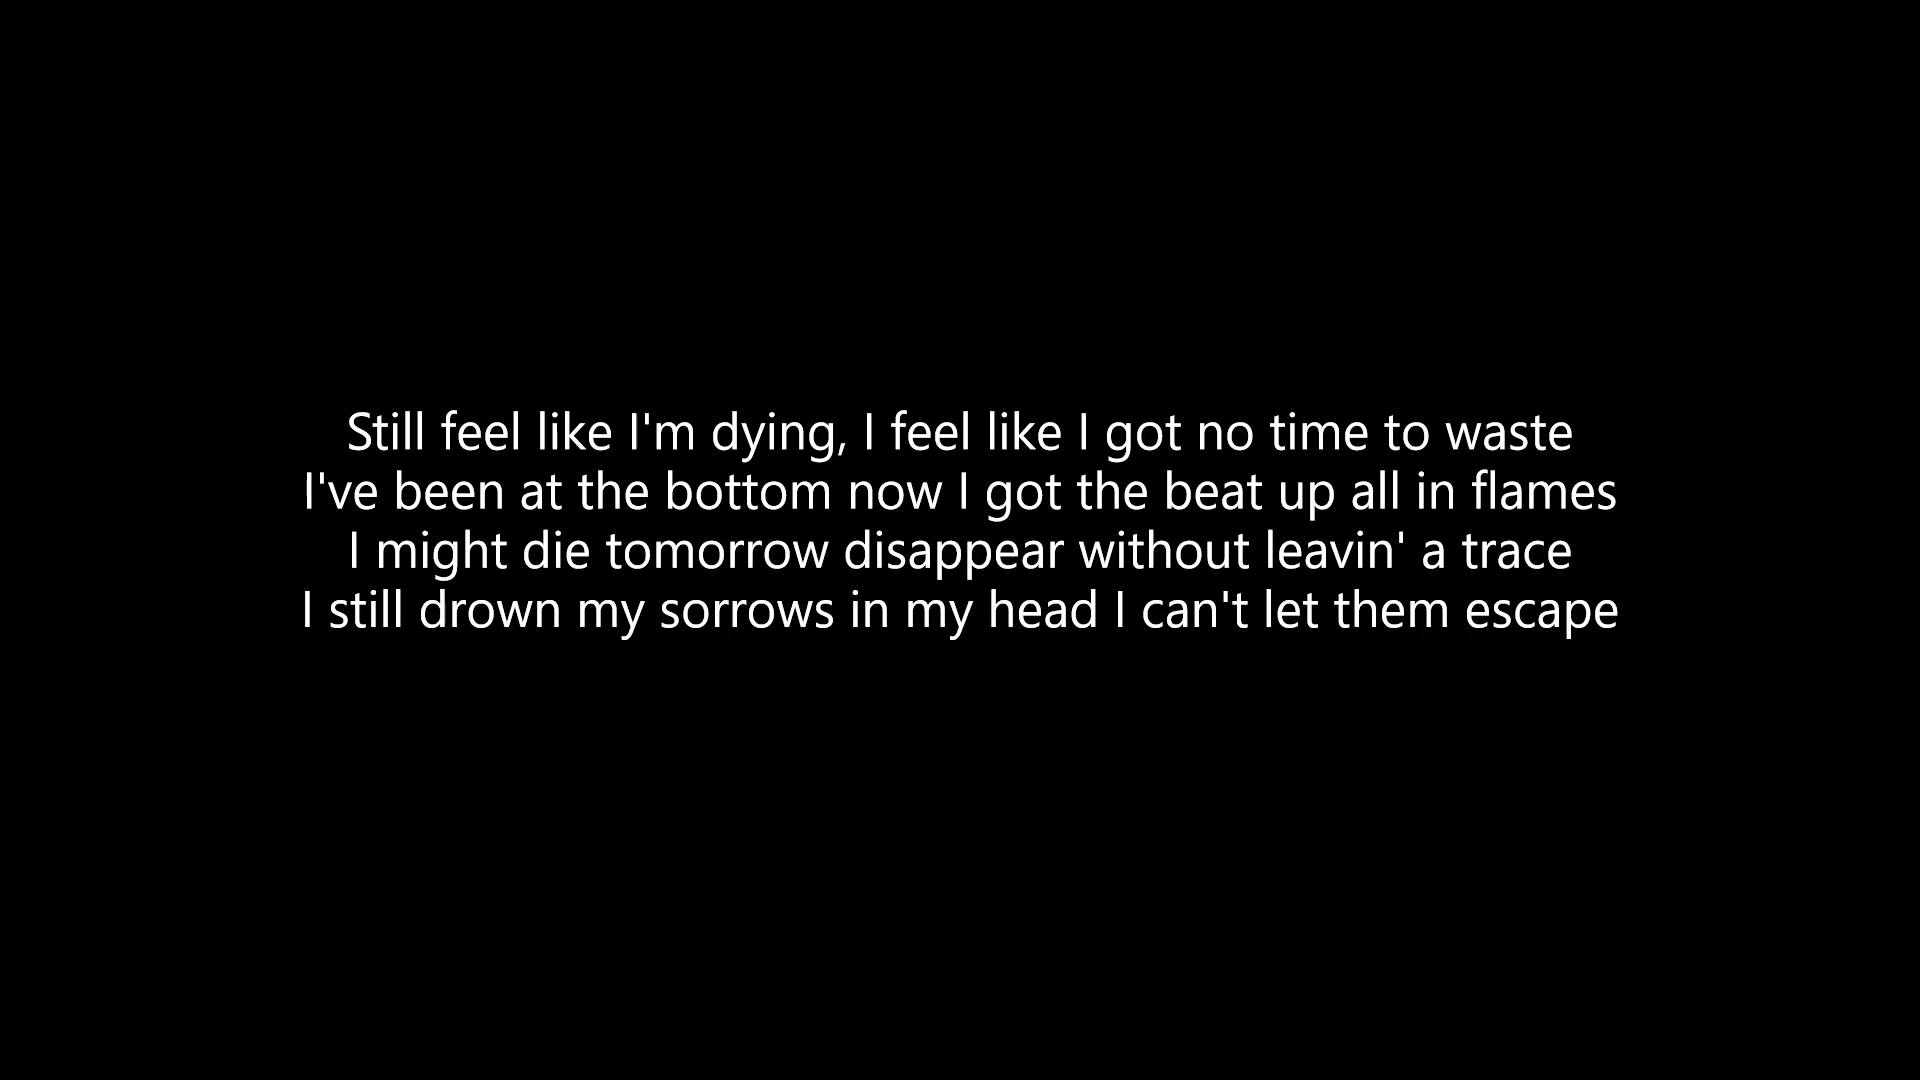 Still feel like I'm dying, I feel like I got no time to waste
I've been at the bottom now I got the beat up all in flames
I might die tomorrow disappear without leavin' a trace
I still drown my sorrows in my head I can't let them escape